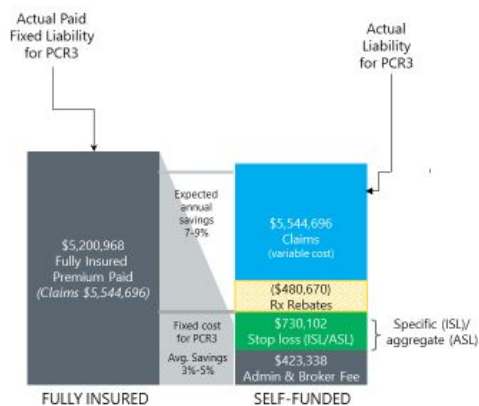 Actual Paid
Fixed Liability
for PCR3
Actual
Liability
for PCR3
Expected
annual
savings
7-9%
$5,200,968
Fully Insured
Premium Paid
(Claims $5,544,696)
$5,544,696
Claims
(variable cost)
($480,670)
Rx Rebates
Fixed cost
for PCR3
Avg. Savings
3%-5%
$730,102
Stop loss (ISL/ASL)
$423,338
Admin & Broker Fee
Specific (ISL)/
aggregate (ASL)
FULLY INSURED
SELF-FUNDED